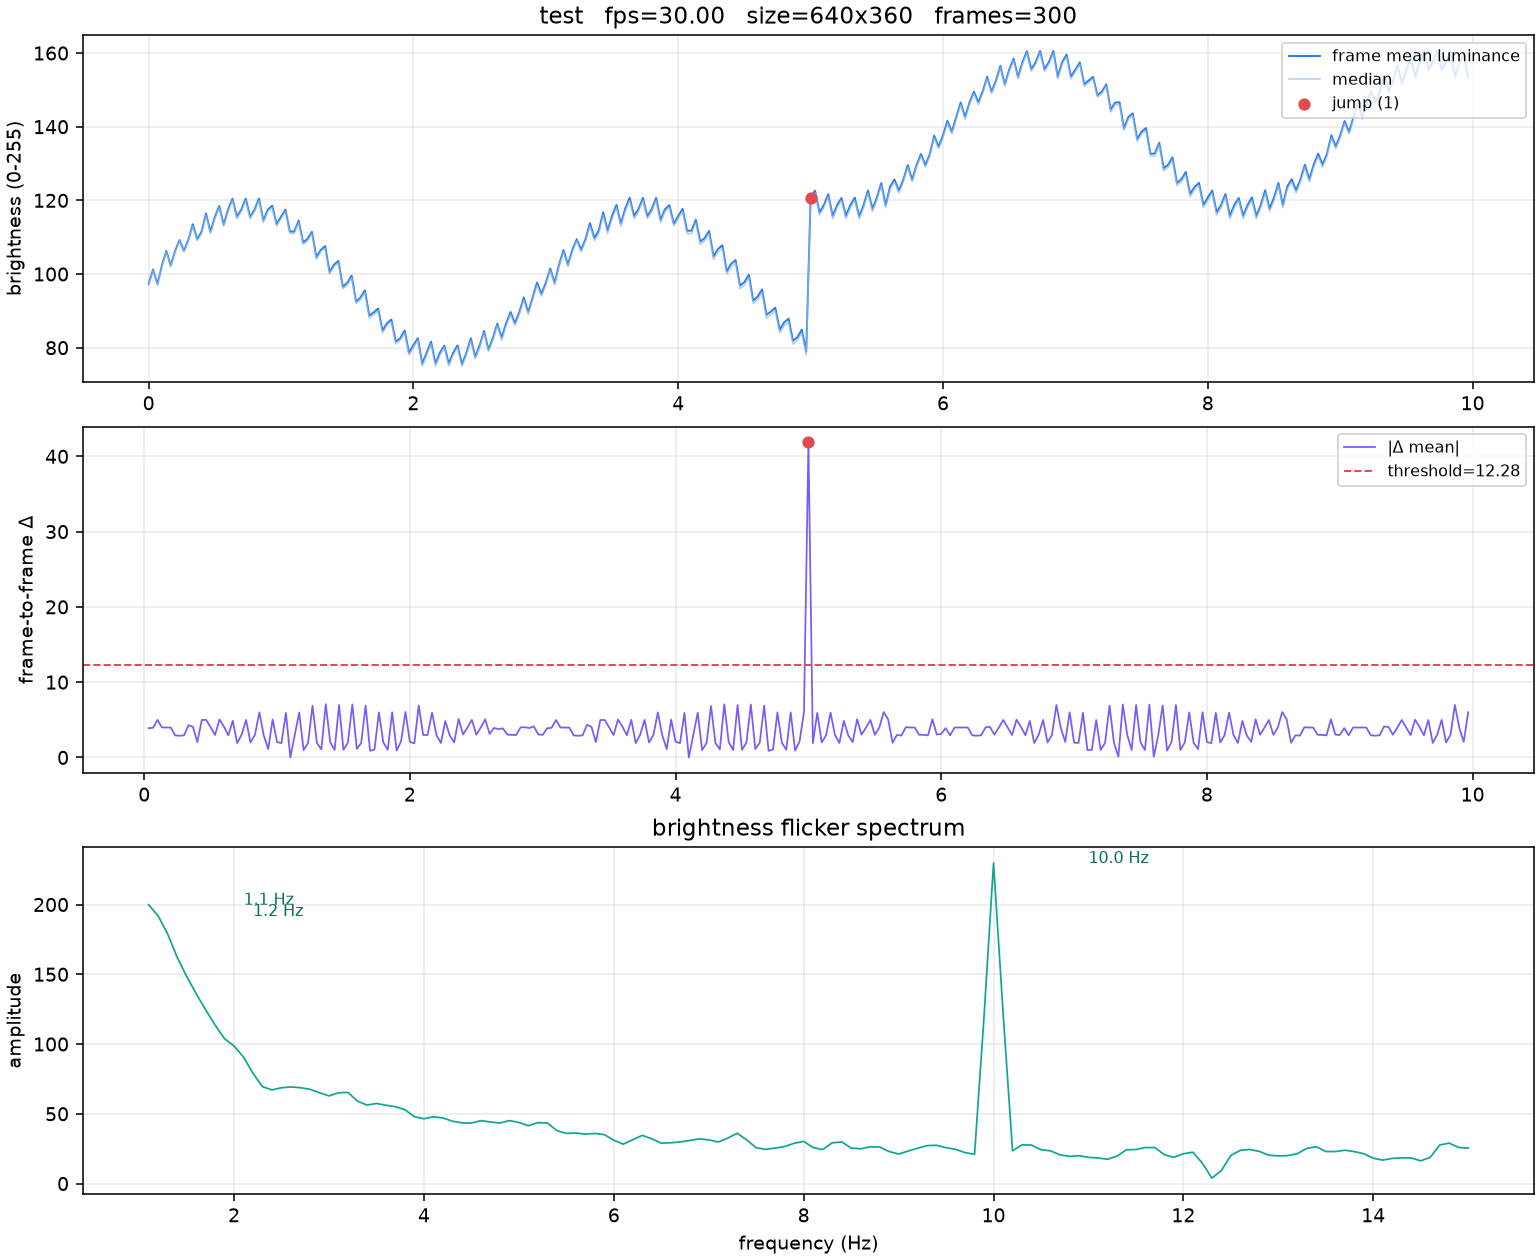 test   fps=30.00   size=640x360   frames=300
160
140
120
100
80
brightness (0-255)
frame mean luminance
median
jump (1)
0 2 4 6 8 10
40
30
20
10
0
frame-to-frame Δ
|Δ mean|
threshold=12.28
0 2 4 6 8 10
brightness flicker spectrum
200
150
100
50
0
amplitude
1.1 Hz
1.2 Hz
10.0 Hz
2 4 6 8 10 12 14
frequency (Hz)